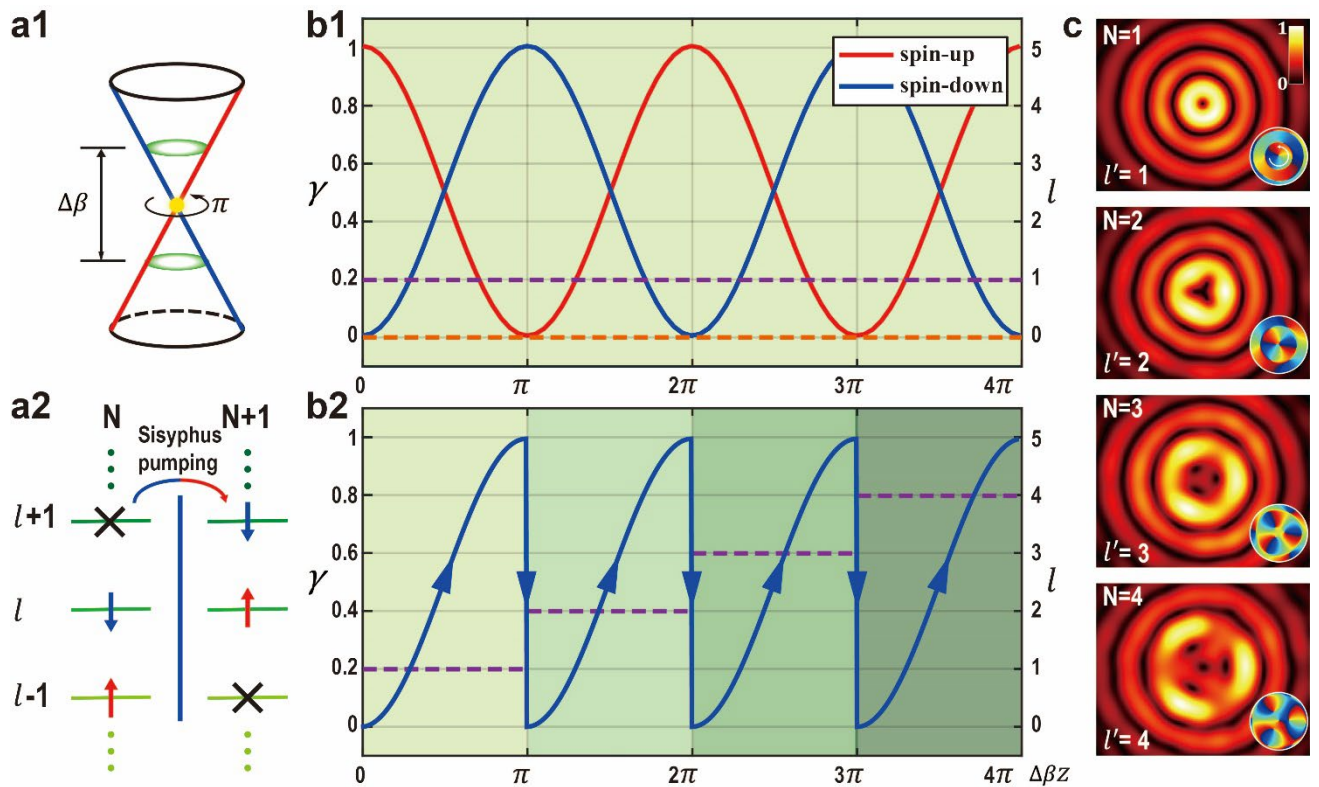 a1
Δβ
π
b1
γ
1
0.8
0.6
0.4
0.2
0
spin-up
spin-down
5
4
3
2
1
0
l
0
π
2π
3π
4π
c
N=1
1
0
l′= 1
N=2
l′= 2
N=3
l′= 3
N=4
l′= 4
a2
N
N+1
Sisyphus
pumping
l+1
l
l-1
b2
γ
1
0.8
0.6
0.4
0.2
0
5
4
3
2
1
0
l
0
π
2π
3π
4π
Δβz